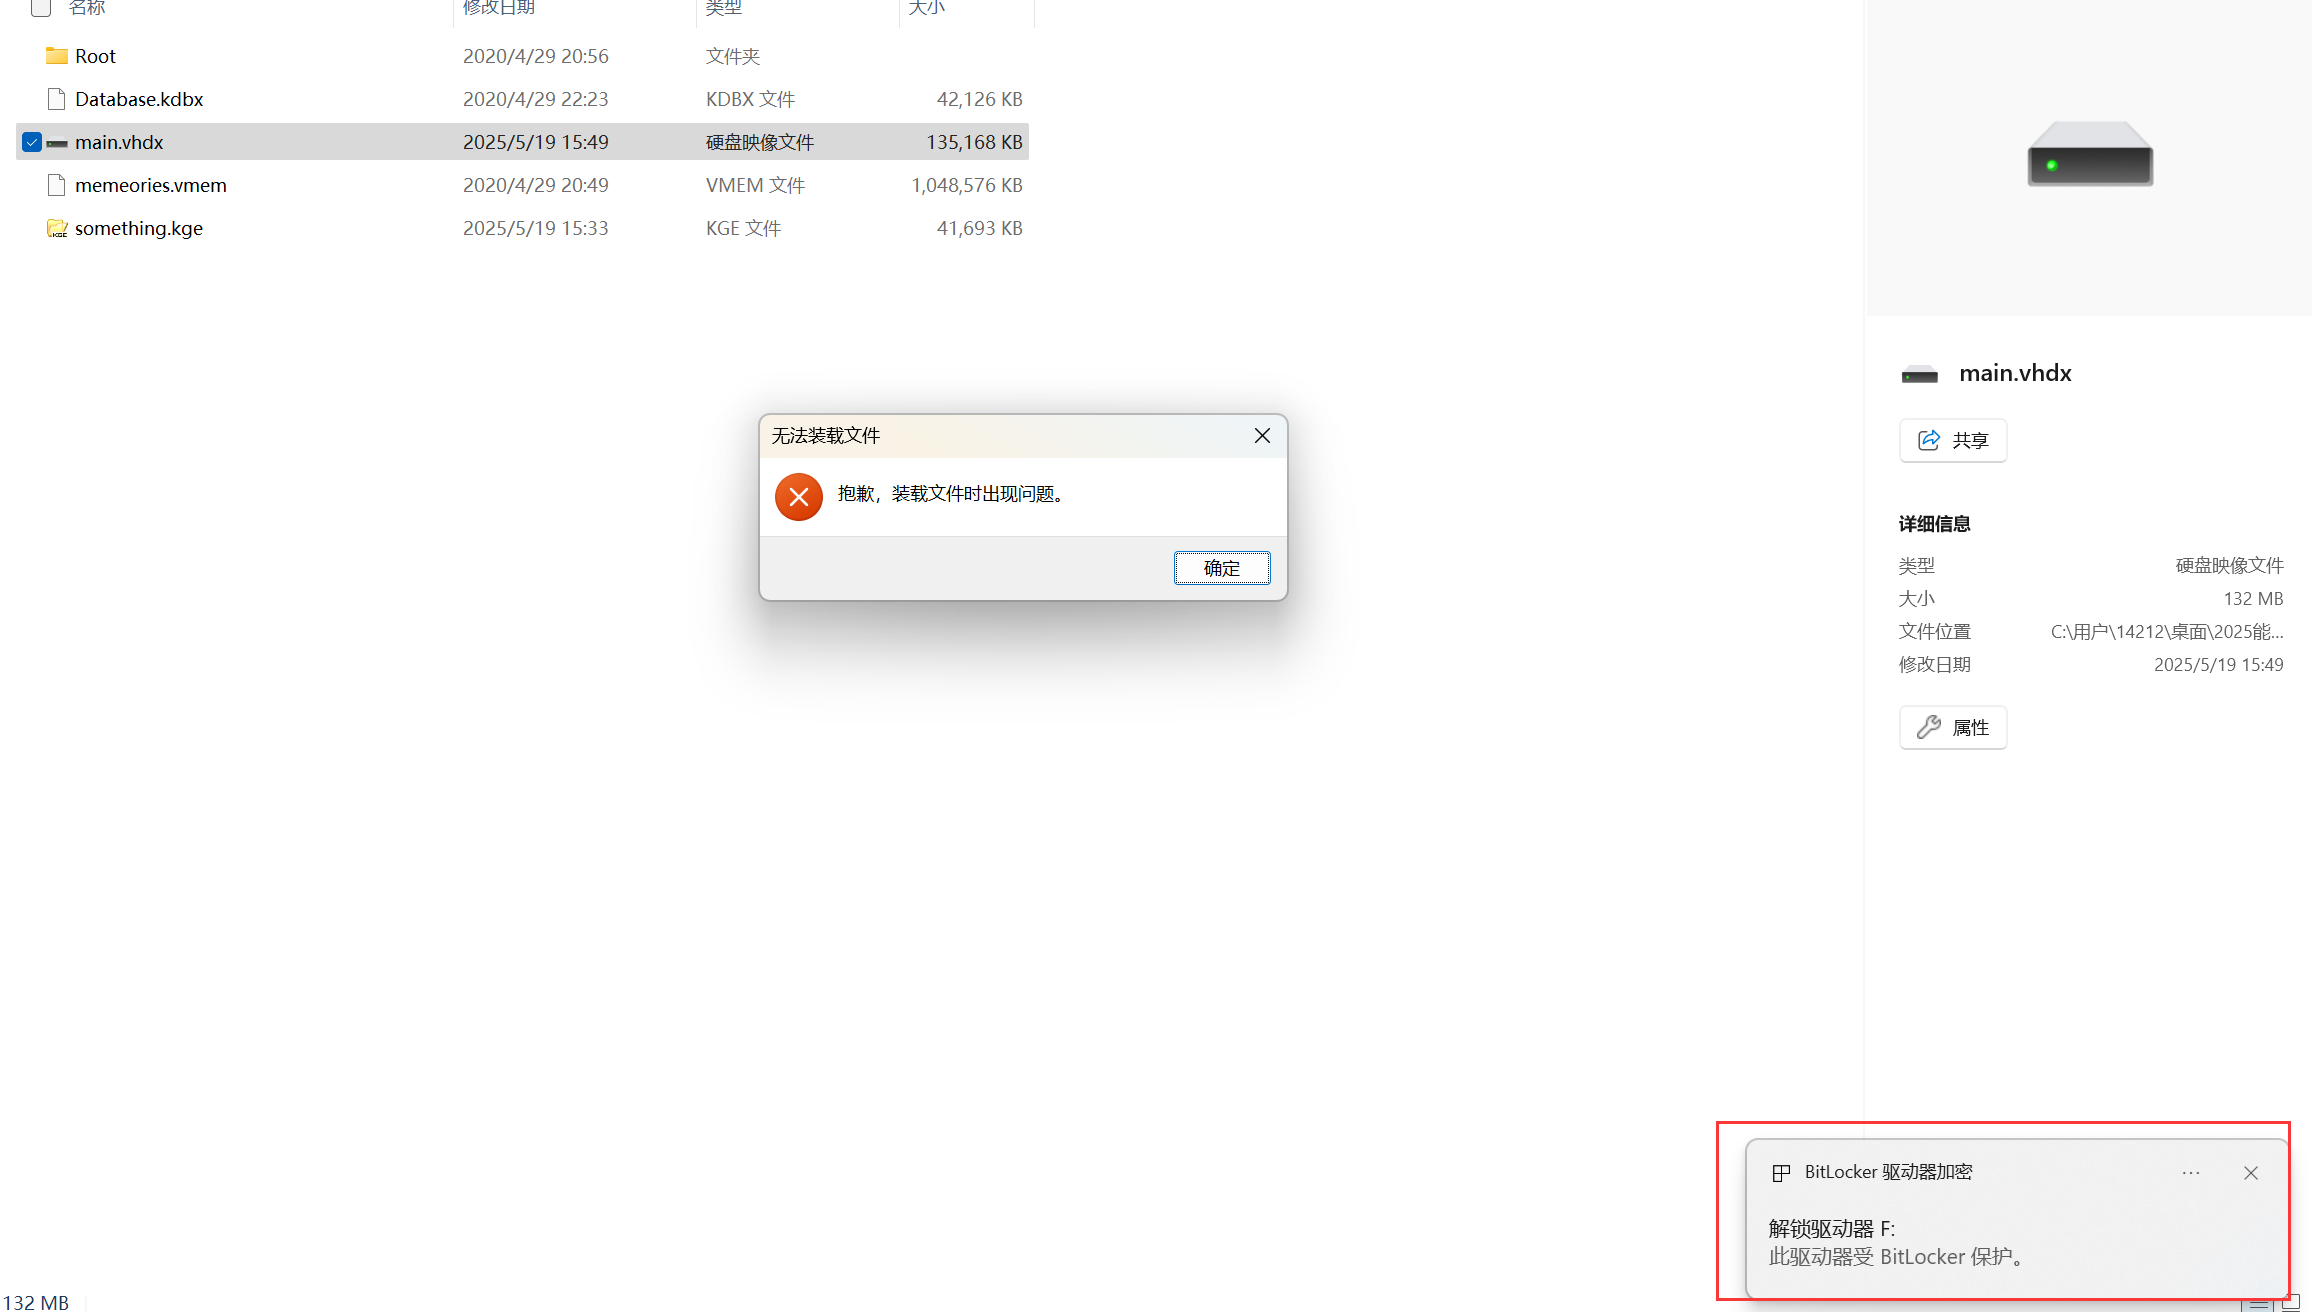 名称 修改日期 类型 大小
Root 2020/4/29 20:56 文件夹
Database.kdbx 2020/4/29 22:23 KDBX 文件 42,126 KB
main.vhdx 2025/5/19 15:49 硬盘映像文件 135,168 KB
memeories.vmem 2020/4/29 20:49 VMEM 文件 1,048,576 KB
something.kge 2025/5/19 15:33 KGE 文件 41,693 KB
无法装载文件
抱歉，装载文件时出现问题。
确定
main.vhdx
共享
详细信息
类型 硬盘映像文件
大小 132 MB
文件位置 C:\用户\14212\桌面\2025能...
修改日期 2025/5/19 15:49
属性
BitLocker 驱动器加密
解锁驱动器 F:
此驱动器受 BitLocker 保护。
132 MB